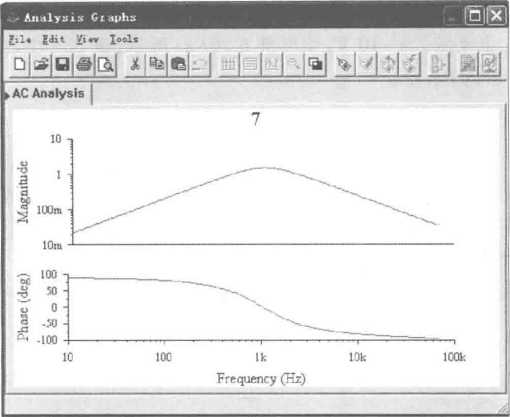 Analysis Graphs
File Edit View Tools
AC Analysis
7
Magnitude
10
1
100m
10m
Phase (deg)
100
50
0
-50
-100
10 100 1k 10k 100k
Frequency (Hz)